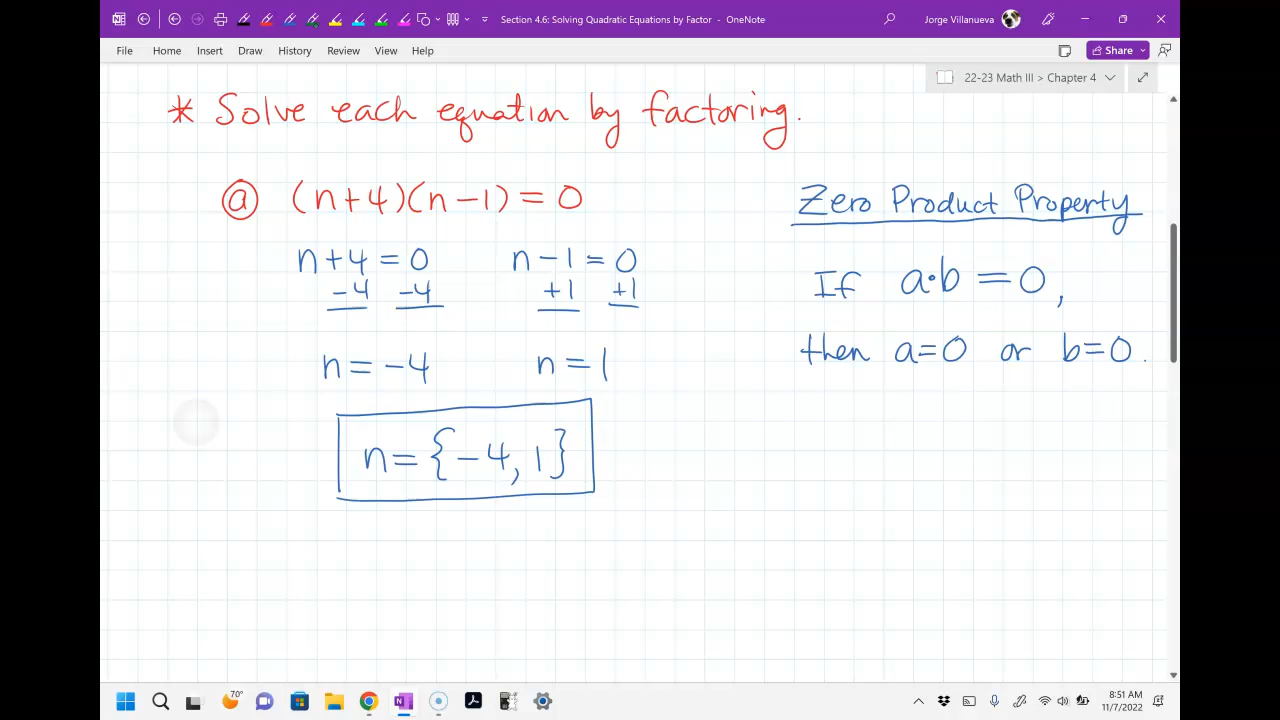 Section 4.6: Solving Quadratic Equations by Factor - OneNote
Jorge Villanueva
File Home Insert Draw History Review View Help
Share
22-23 Math III > Chapter 4
* Solve each equation by factoring.
ⓐ (n+4)(n-1) = 0
n+4 = 0 n-1 = 0
-4 -4 +1 +1
n = -4 n = 1
n = {-4, 1}
Zero Product Property
If a·b = 0,
then a=0 or b=0.
70°
8:51 AM
11/7/2022